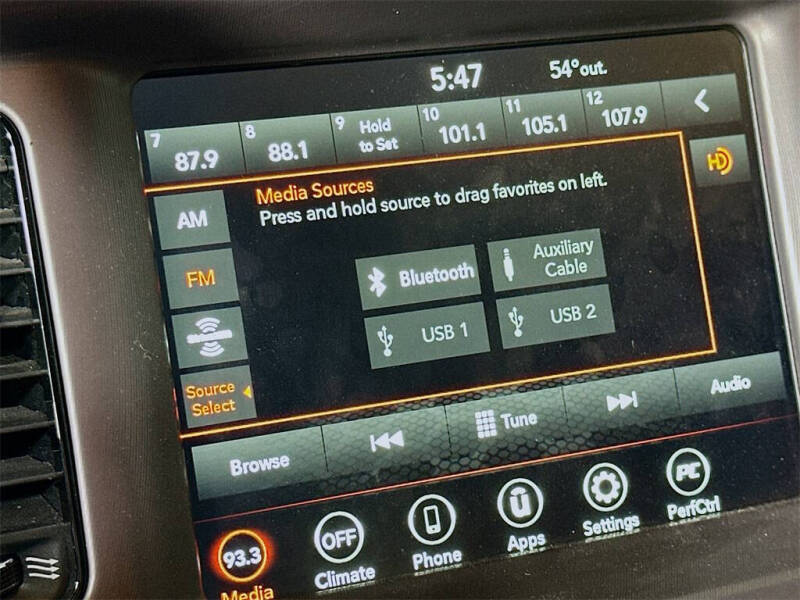 5:47 54° out.
7 87.9
8 88.1
9 Hold
to Set
10 101.1
11 105.1
12 107.9
HD
Media Sources
Press and hold source to drag favorites on left.
AM
FM
Source
Select
Bluetooth
Auxiliary
Cable
USB 1
USB 2
Browse
Tune
Audio
93.3
Media
OFF
Climate
Phone
ū
Apps
Settings
PC
PerfCtrl